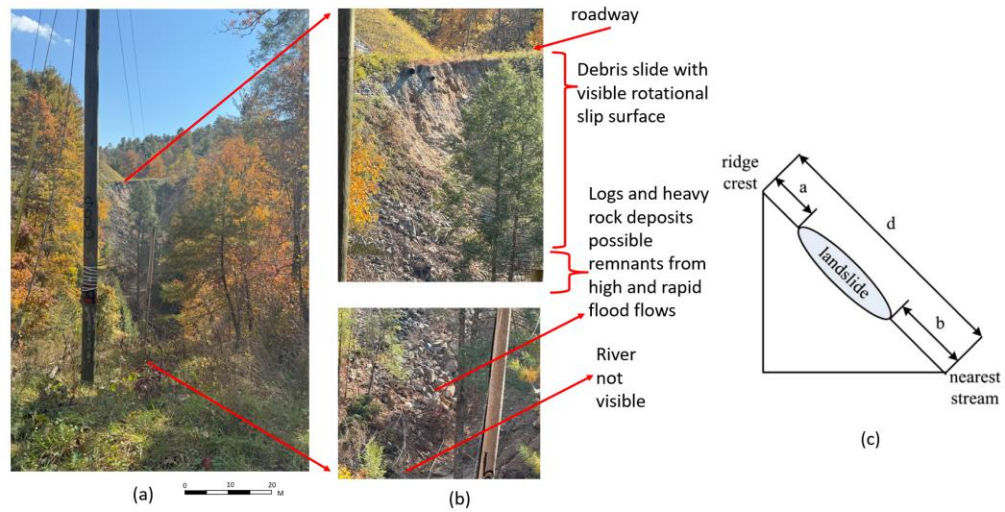 roadway
Debris slide with
visible rotational
slip surface
Logs and heavy
rock deposits
possible
remnants from
high and rapid
flood flows
River
not
visible
(a)
0
10
20
M
(b)
ridge
crest
a
d
landslide
b
nearest
stream
(c)